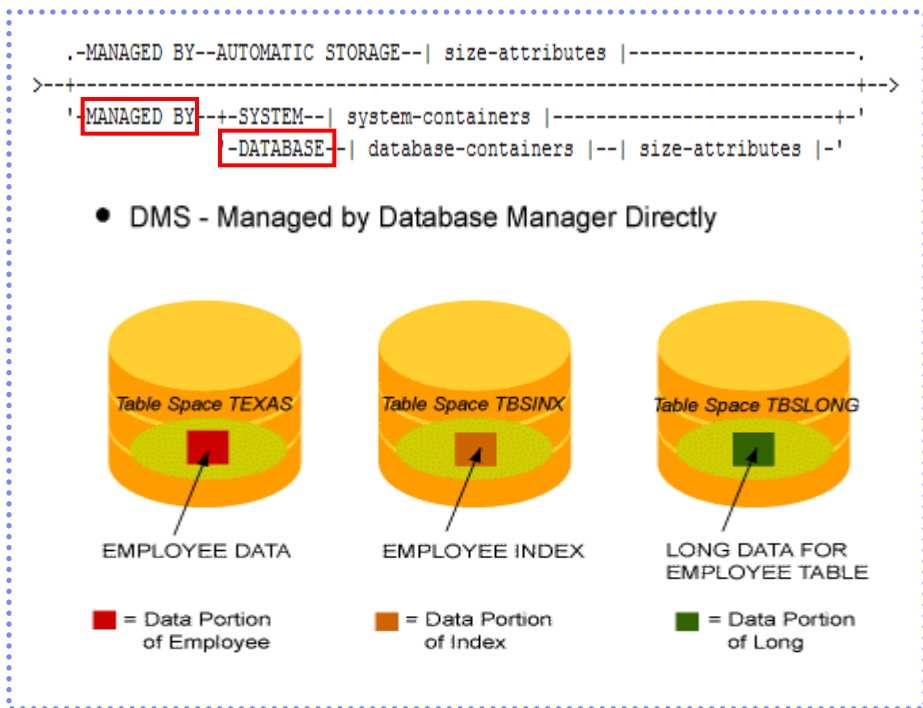 .-MANAGED BY--AUTOMATIC STORAGE--| size-attributes |---------------------.
>--+------------------------------------------------------------------------+-->
'-MANAGED BY--+-SYSTEM--| system-containers |---------------------------+-'
'-DATABASE--| database-containers |--| size-attributes |-'
● DMS - Managed by Database Manager Directly
Table Space TEXAS
Table Space TBSINX
Table Space TBSLONG
EMPLOYEE DATA
EMPLOYEE INDEX
LONG DATA FOR
EMPLOYEE TABLE
= Data Portion
of Employee
= Data Portion
of Index
= Data Portion
of Long